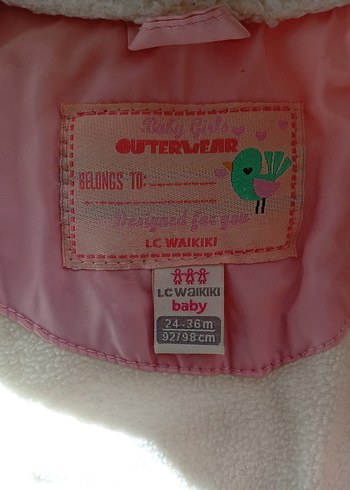 Baby Girls
OUTERWEAR
BELONGS TO:
Designed for you
LC WAIKIKI
LC WAIKIKI
baby
24-36m
92/98cm